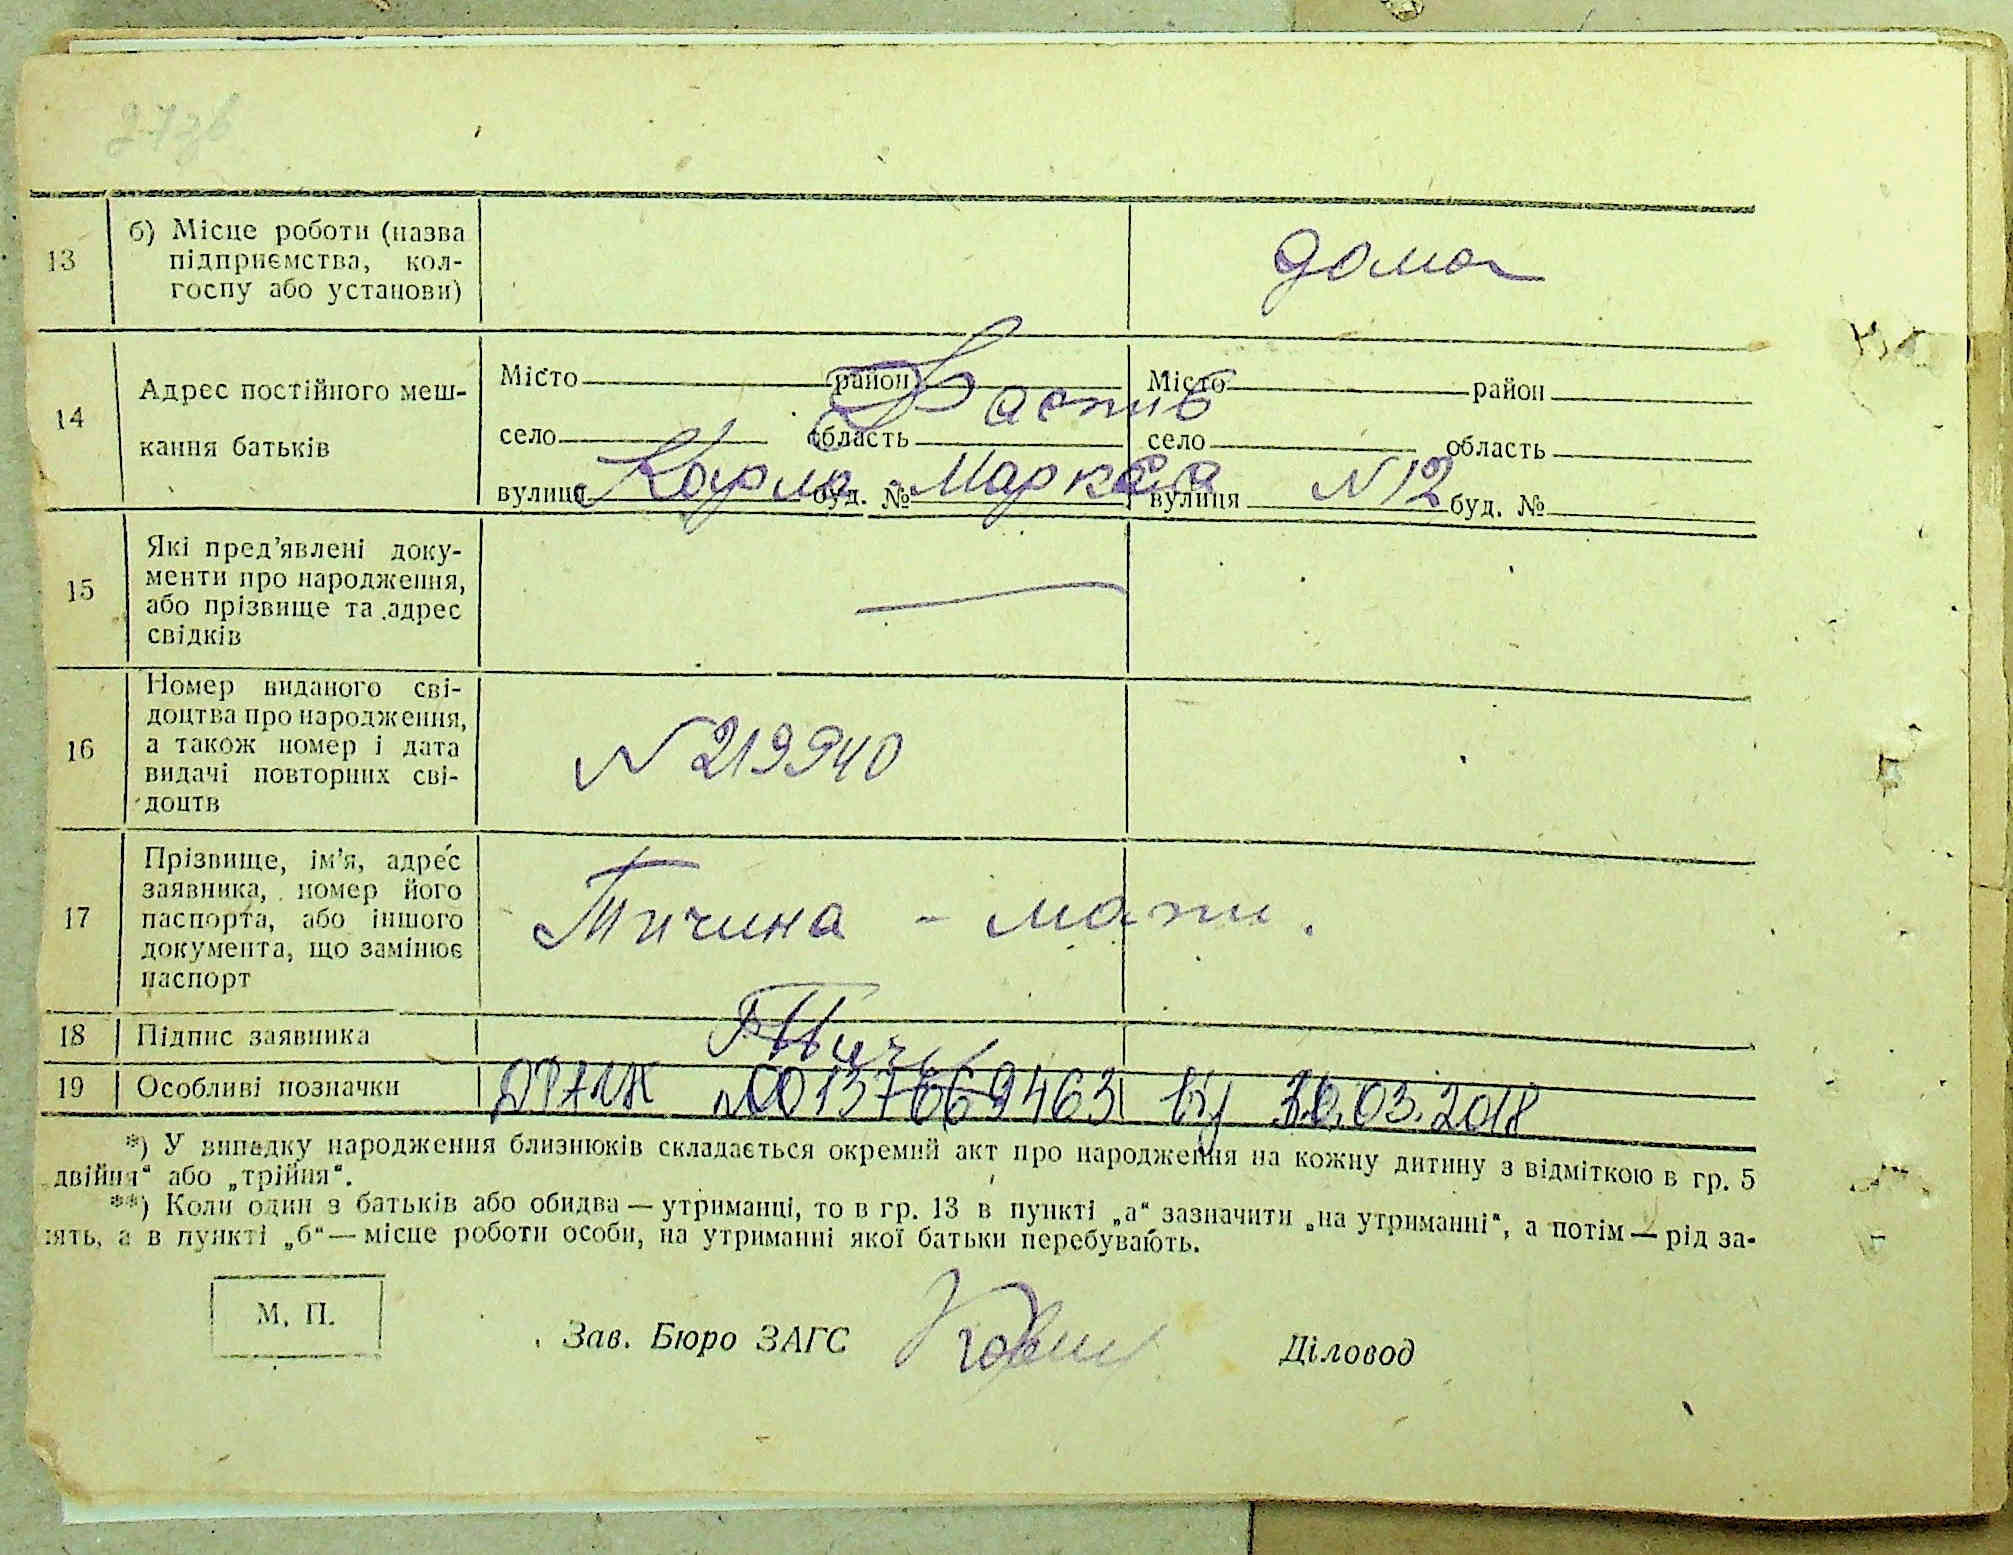 27зв
13
б) Місце роботи (назва
підприємства, кол-
госпу або установи)
дома
14
Адрес постійного меш-
кання батьків
Місто район Місто район
Фастів
село область село область
вулиця буд. № вулиця буд. №
Карла Маркса N12
15
Які пред’явлені доку-
менти про народження,
або прізвище та адрес
свідків
—
16
Номер виданого сві-
доцтва про народження,
а також номер і дата
видачі повторних сві-
доцтв
N 219940
17
Прізвище, ім’я, адрес
заявника, номер його
паспорта, або іншого
документа, що замінює
паспорт
Тичина - мати.
18 Підпис заявника
19 Особливі позначки
№00137669463 від 30.03.2018
*) У випадку народження близнюків складається окремий акт про народження на кожну дитину з відміткою в гр. 5
„двійня“ або „трійня“.
**) Коли один з батьків або обидва — утриманці, то в гр. 13 в пункті „а“ зазначити „на утриманні“, а потім — рід за-
нять, а в пункті „б“ — місце роботи особи, на утриманні якої батьки перебувають.
М. П.
Зав. Бюро ЗАГС
Діловод